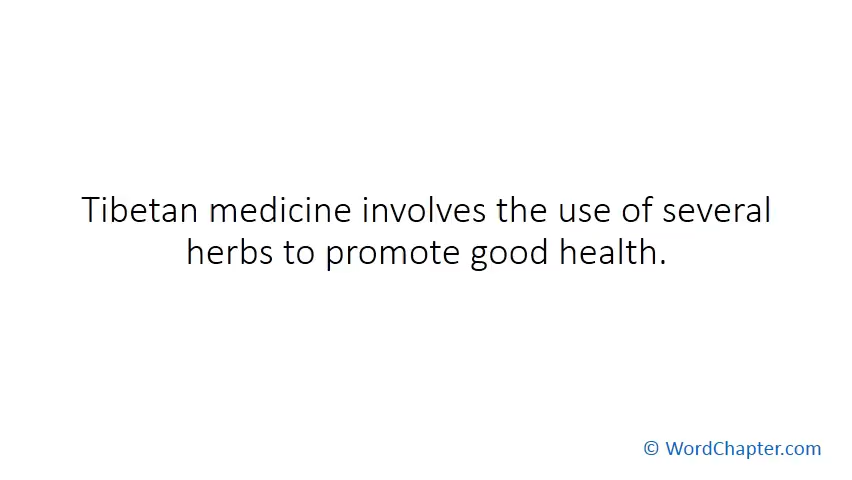 Tibetan medicine involves the use of several
herbs to promote good health.
© WordChapter.com